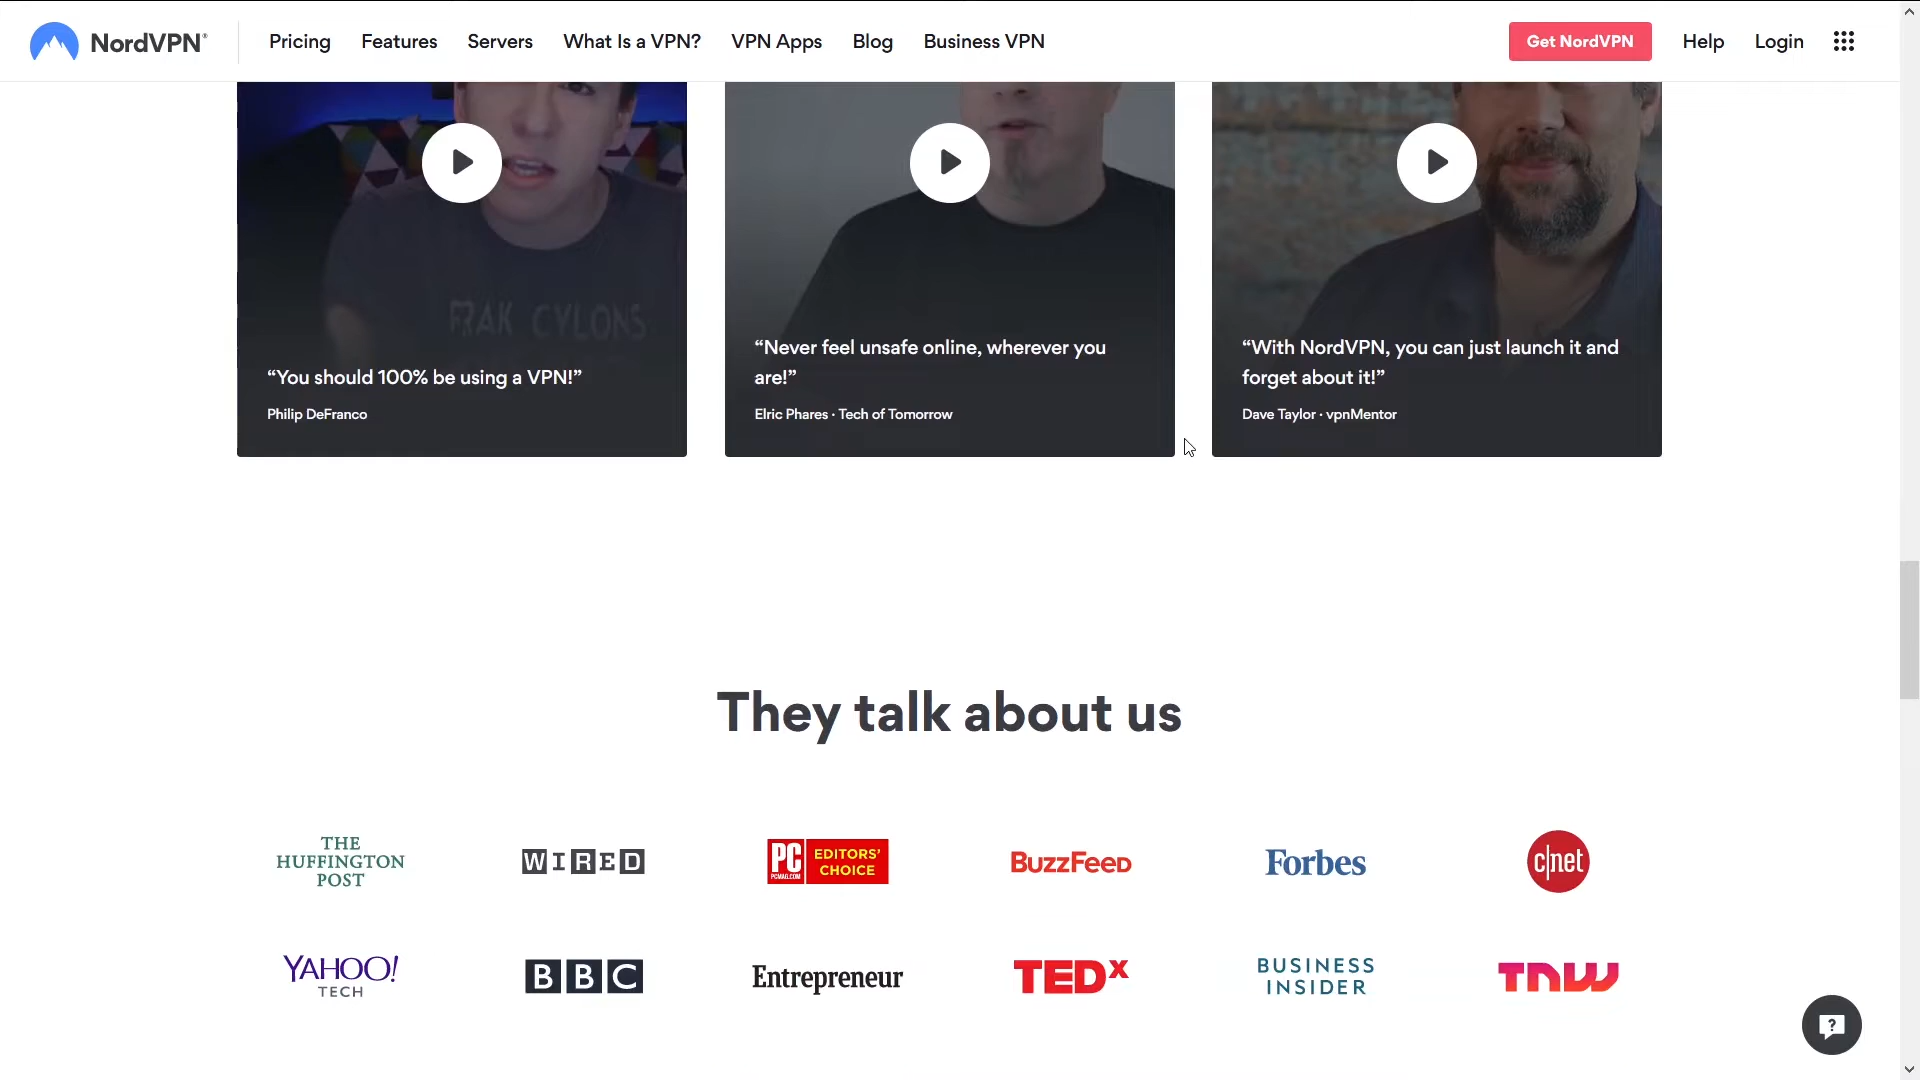 NordVPN®
Pricing
Features
Servers
What Is a VPN?
VPN Apps
Blog
Business VPN
Get NordVPN
Help
Login
FRAK CYLONS
“You should 100% be using a VPN!”
Philip DeFranco
“Never feel unsafe online, wherever you
are!”
Elric Phares · Tech of Tomorrow
“With NordVPN, you can just launch it and
forget about it!”
Dave Taylor · vpnMentor
They talk about us
THE
HUFFINGTON
POST
WIRED
PC
PCMAG.COM
EDITORS’
CHOICE
BuzzFeed
Forbes
c|net
YAHOO!
TECH
BBC
Entrepreneur
TEDx
BUSINESS
INSIDER
TNW
?